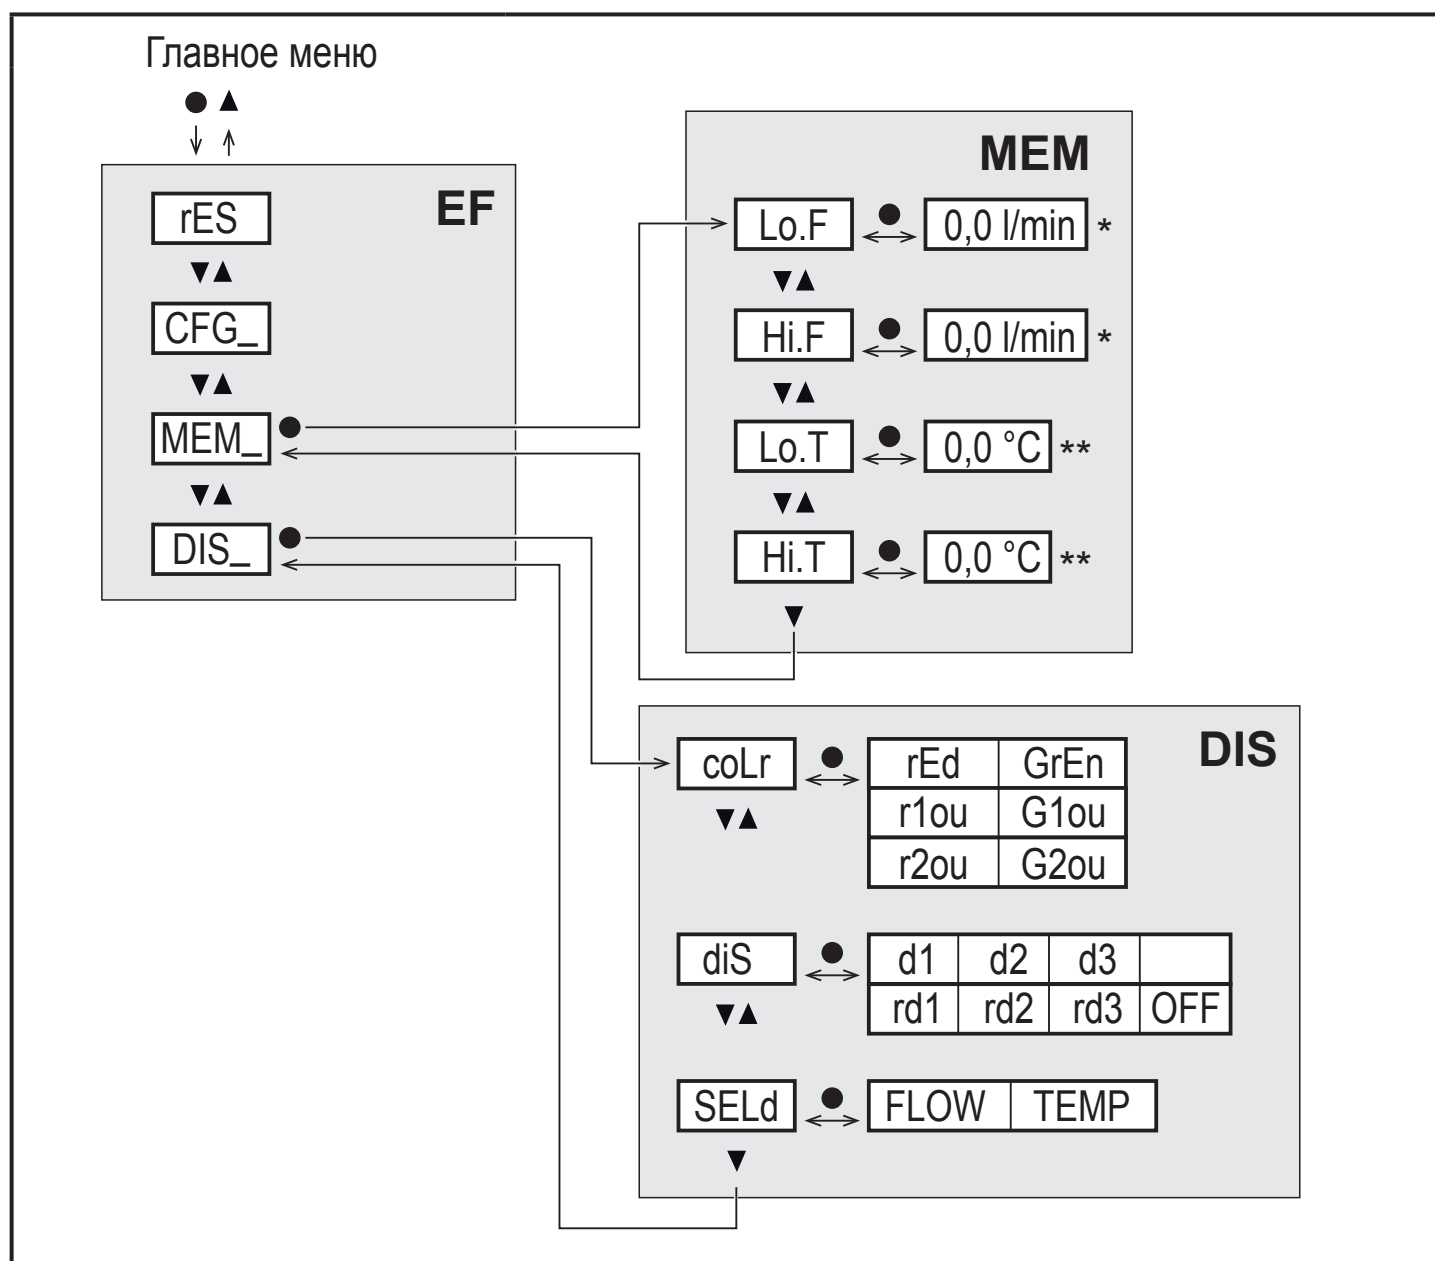 Главное меню
EF
rES
CFG_
MEM_
DIS_
MEM
Lo.F 0,0 l/min *
Hi.F 0,0 l/min *
Lo.T 0,0 °C **
Hi.T 0,0 °C **
DIS
coLr rEd GrEn
r1ou G1ou
r2ou G2ou
diS d1 d2 d3
rd1 rd2 rd3 OFF
SELd FLOW TEMP